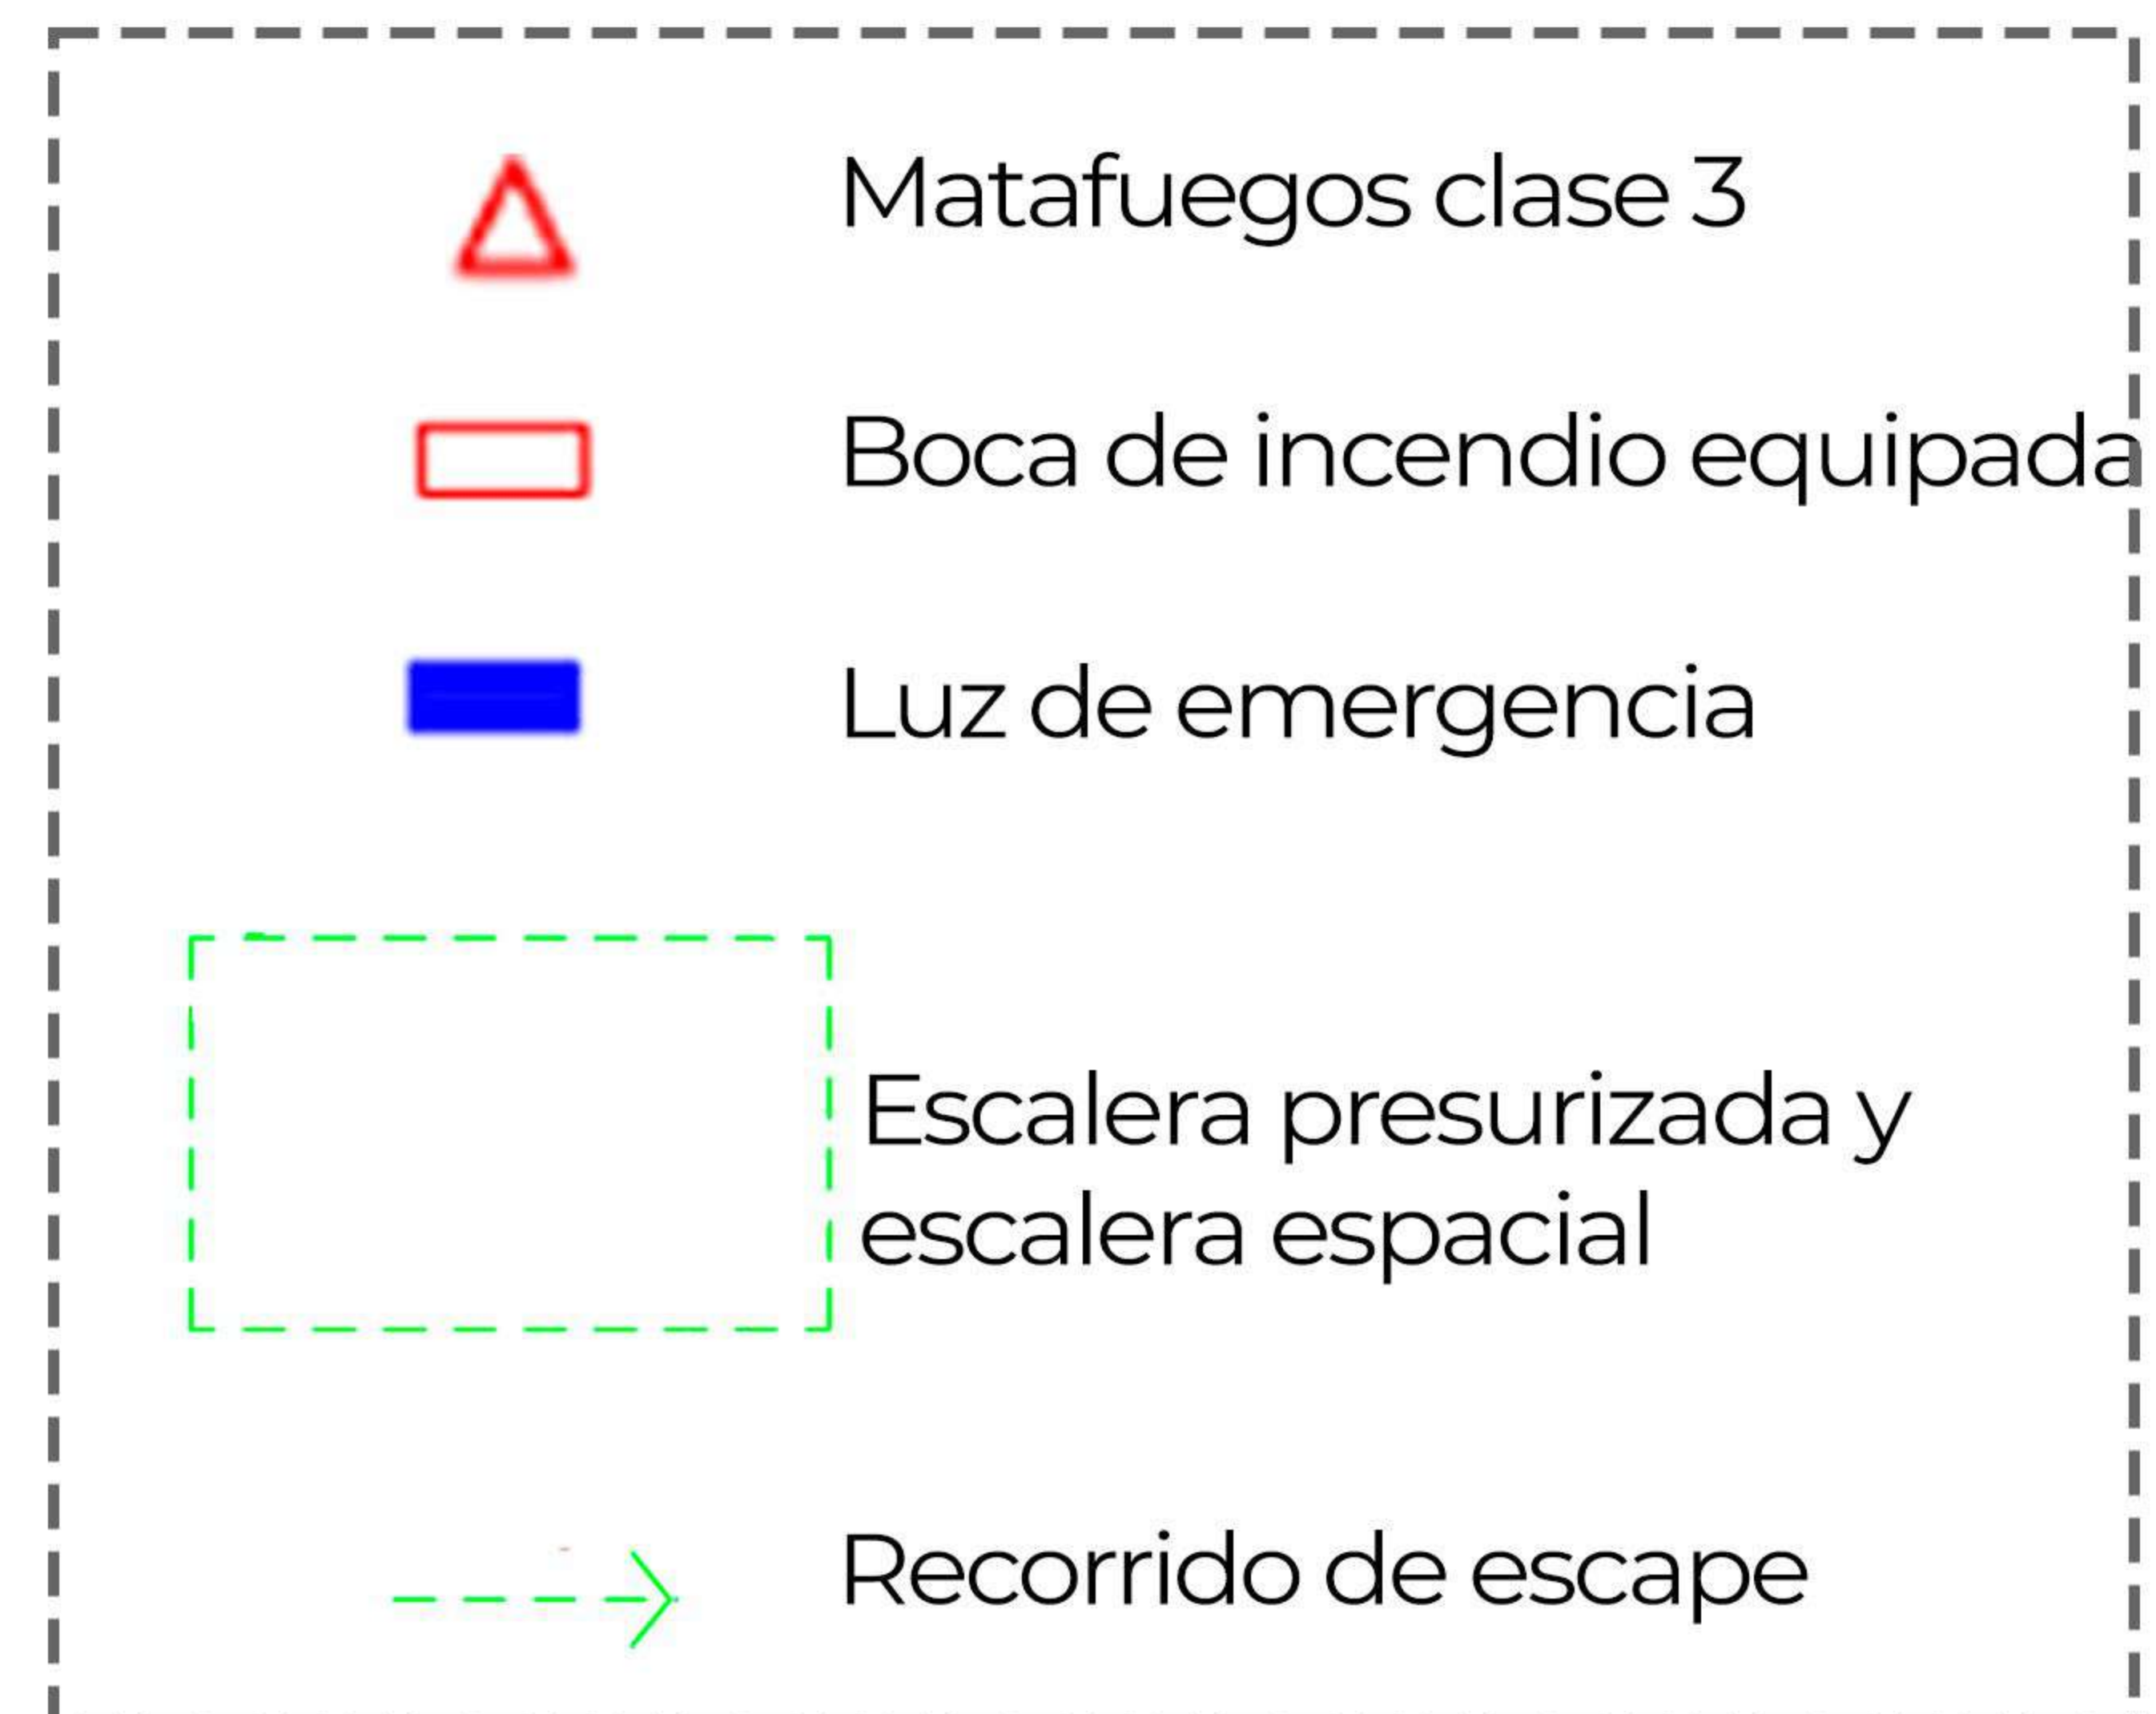 Matafuegos clase 3
Boca de incendio equipada
Luz de emergencia
Escalera presurizada y
escalera espacial
Recorrido de escape